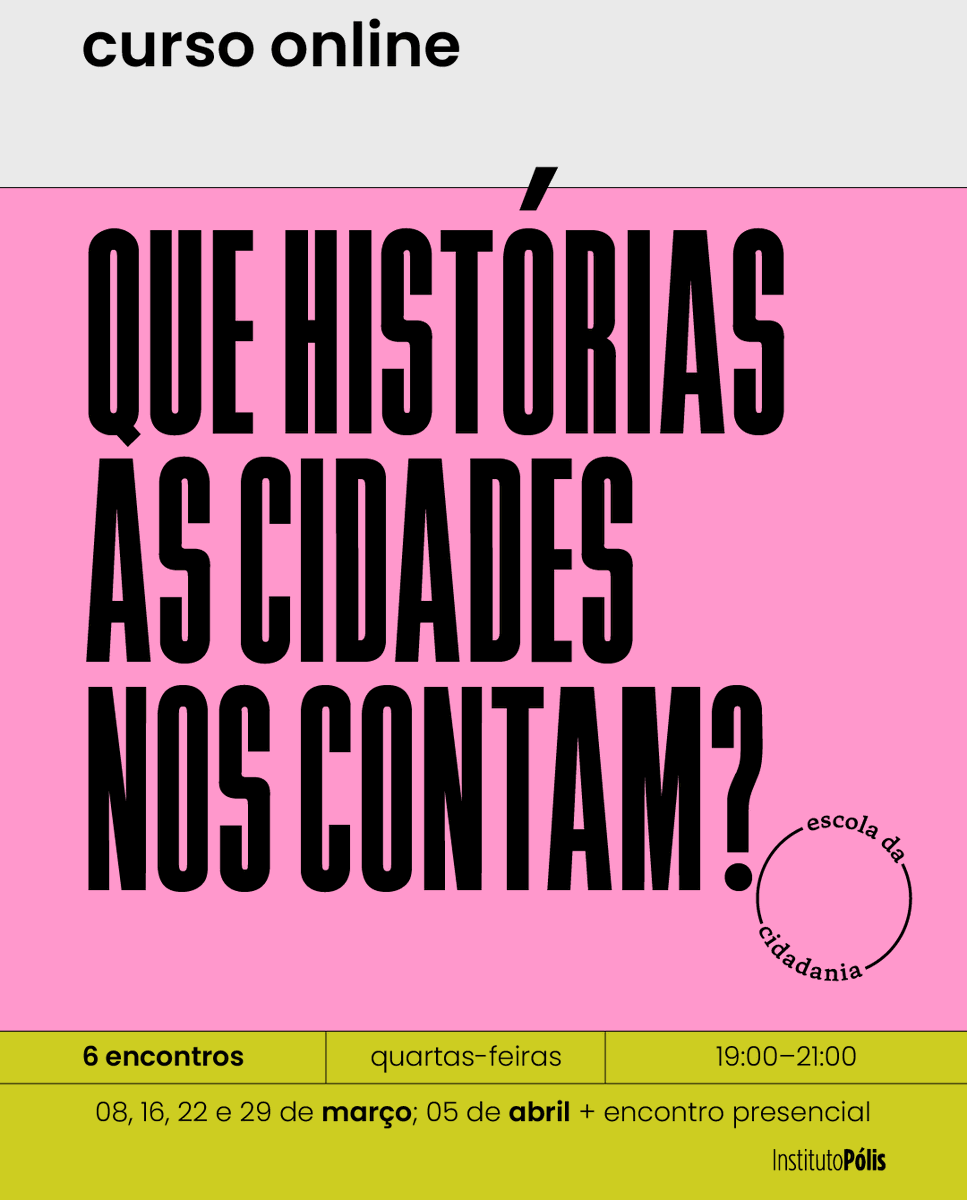 curso online
QUE HISTÓRIAS
AS CIDADES
NOS CONTAM?
escola da
cidadania
6 encontros
quartas-feiras
19:00–21:00
08, 16, 22 e 29 de março; 05 de abril + encontro presencial
InstitutoPólis